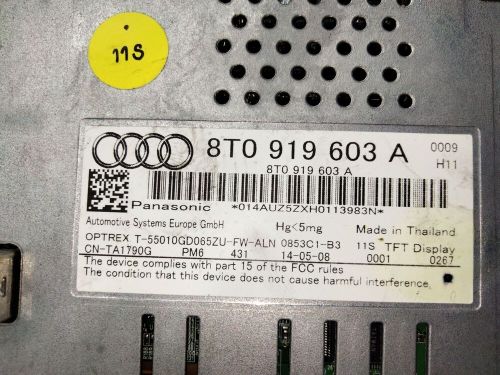 11S
8T0 919 603 A
0009
8T0 919 603 A
H11
Panasonic
*014AUZ5ZXH0113983N*
Automotive Systems Europe GmbH
Hg<5mg
Made in Thailand
OPTREX T-55010GD065ZU-FW-ALN 0853C1-B3 11S TFT Display
CN-TA1790G PM6 431 14-05-08 0001 0267
The device complies with part 15 of the FCC rules
The condition that this device does not cause harmful interference.